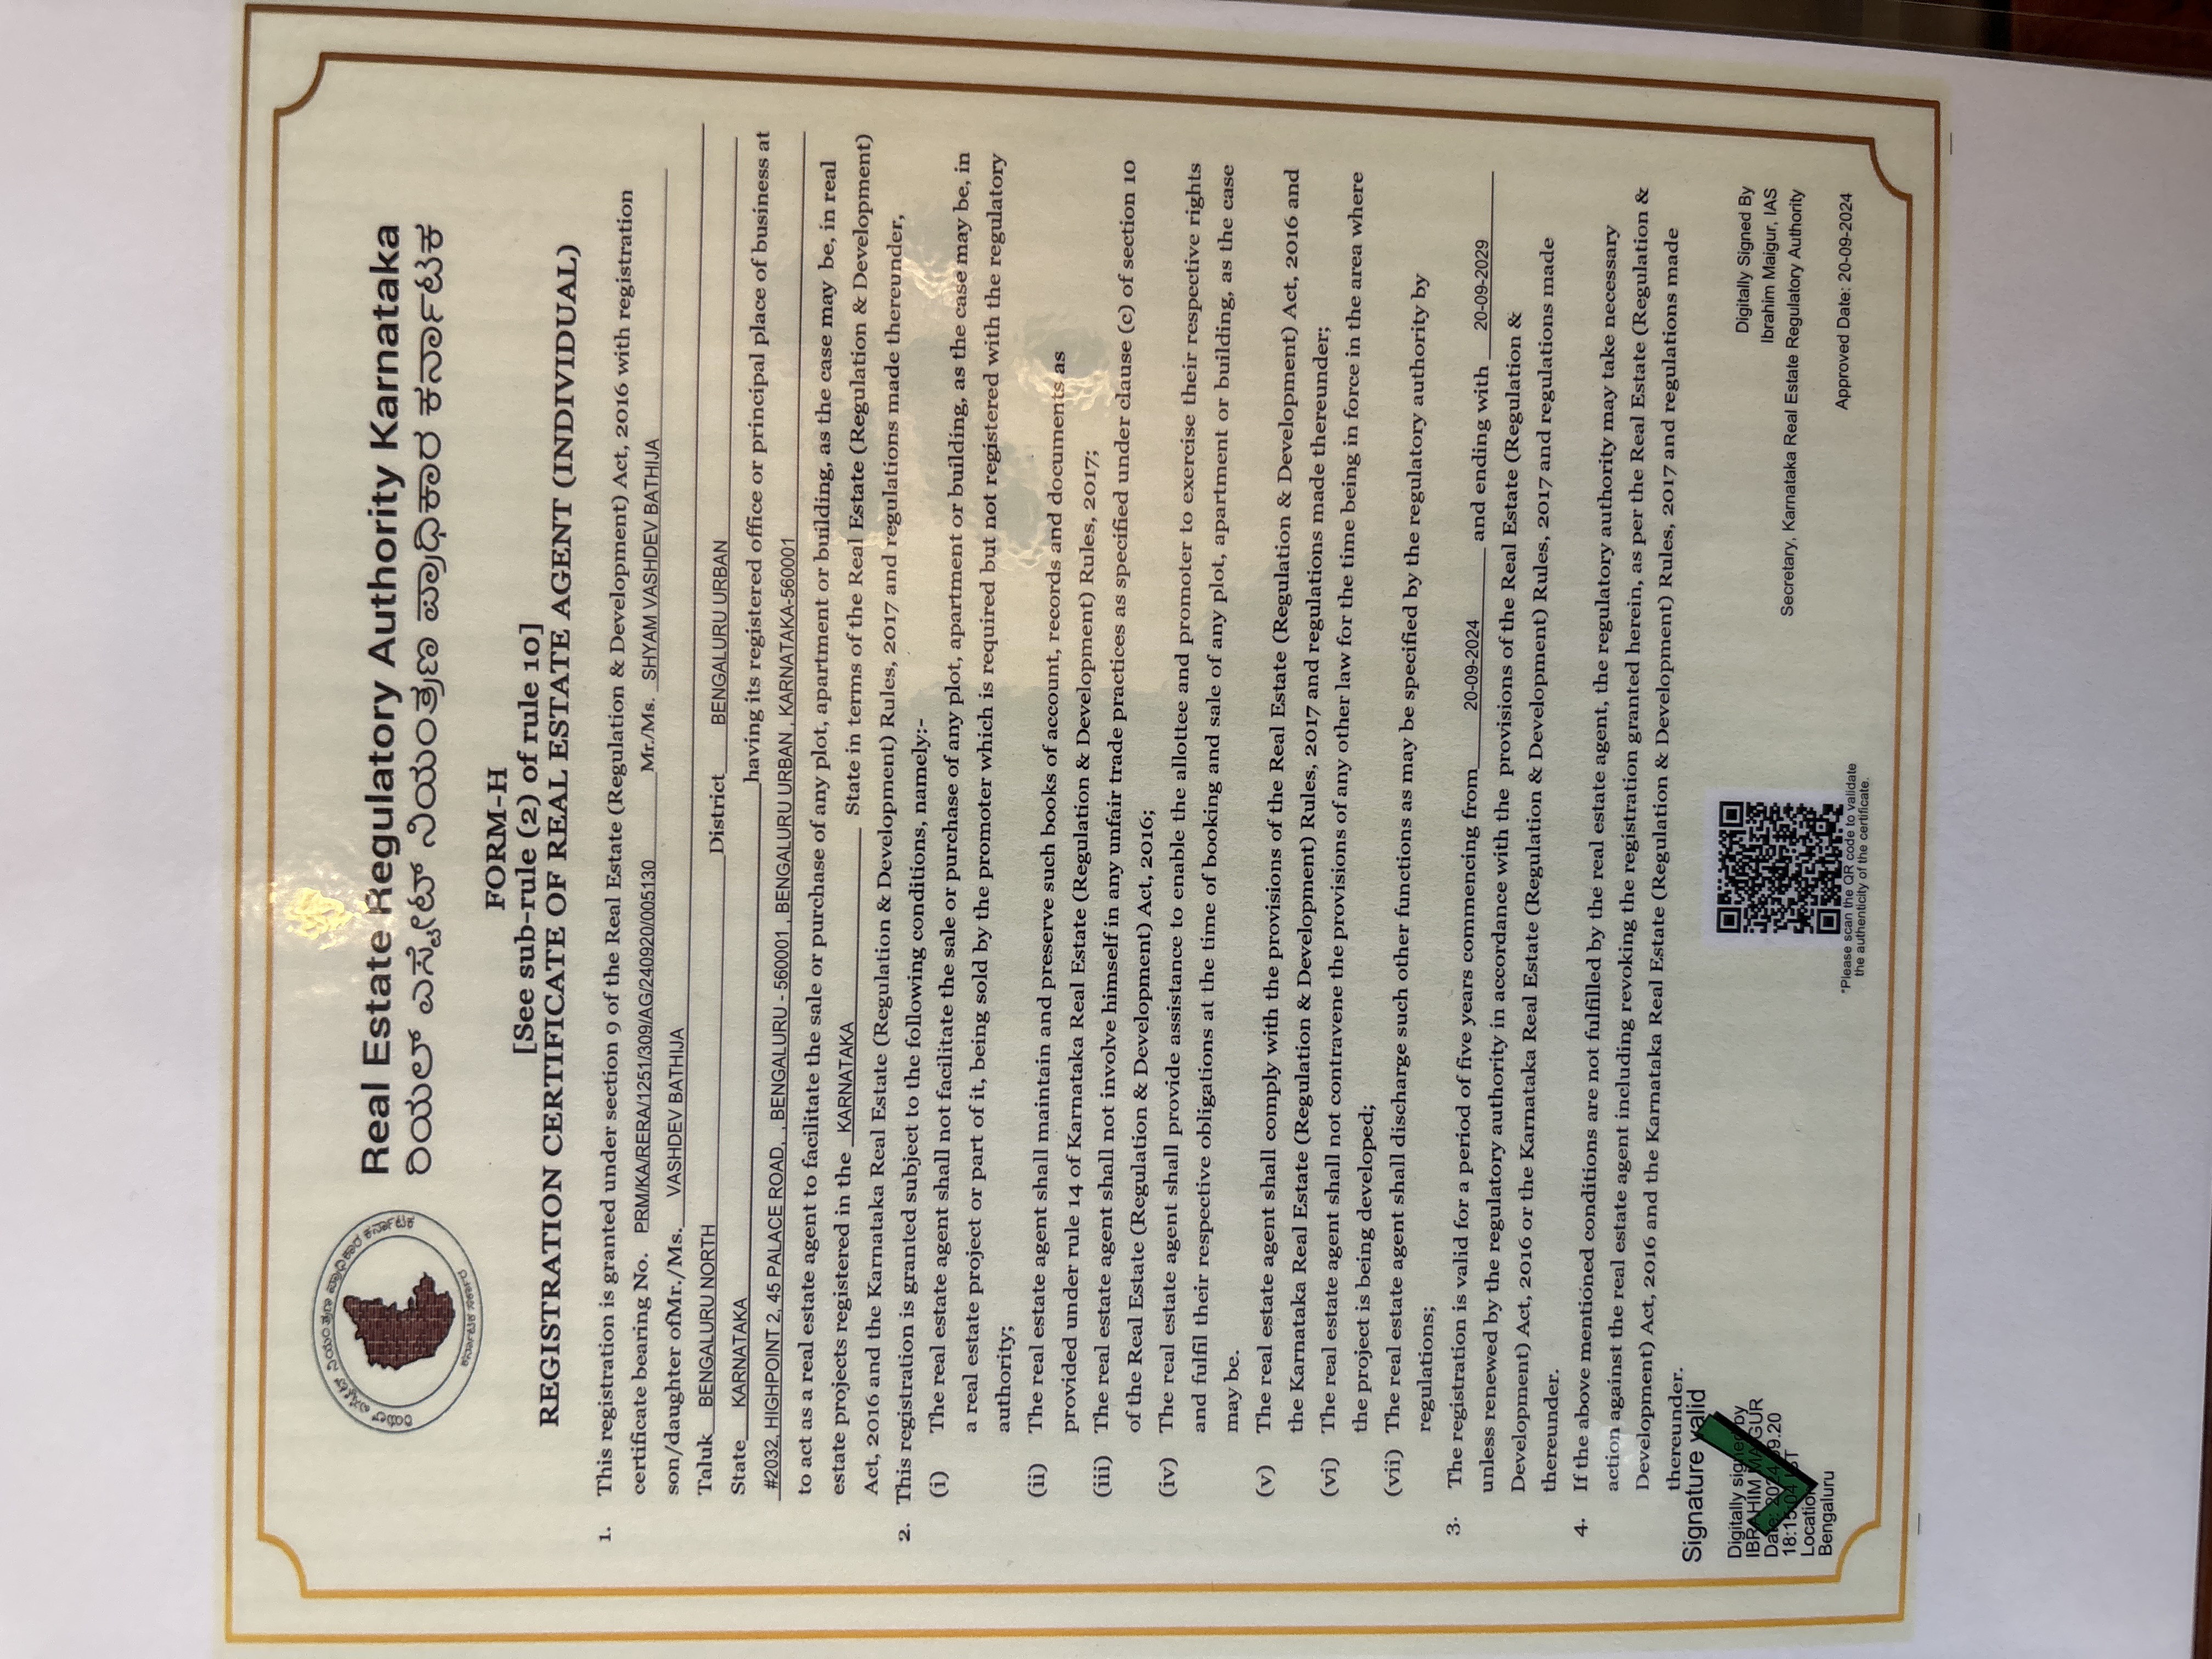 Real Estate Regulatory Authority Karnataka
ರಿಯಲ್ ಎಸ್ಟೇಟ್ ನಿಯಂತ್ರಣ ಪ್ರಾಧಿಕಾರ ಕರ್ನಾಟಕ
FORM-H
[See sub-rule (2) of rule 10]
REGISTRATION CERTIFICATE OF REAL ESTATE AGENT (INDIVIDUAL)
1. This registration is granted under section 9 of the Real Estate (Regulation & Development) Act, 2016 with registration
certificate bearing No. PRM/KA/RERA/1251/309/AG/240920/005130 Mr./Ms. SHYAM VASHDEV BATHIJA
son/daughter ofMr./Ms. VASHDEV BATHIJA
Taluk BENGALURU NORTH District BENGALURU URBAN
State KARNATAKA having its registered office or principal place of business at
#2032, HIGHPOINT 2, 45 PALACE ROAD, , BENGALURU - 560001 , BENGALURU URBAN , KARNATAKA-560001
to act as a real estate agent to facilitate the sale or purchase of any plot, apartment or building, as the case may be, in real
estate projects registered in the KARNATAKA State in terms of the Real Estate (Regulation & Development)
Act, 2016 and the Karnataka Real Estate (Regulation & Development) Rules, 2017 and regulations made thereunder,
2. This registration is granted subject to the following conditions, namely:-
(i) The real estate agent shall not facilitate the sale or purchase of any plot, apartment or building, as the case may be, in
a real estate project or part of it, being sold by the promoter which is required but not registered with the regulatory
authority;
(ii) The real estate agent shall maintain and preserve such books of account, records and documents as
provided under rule 14 of Karnataka Real Estate (Regulation & Development) Rules, 2017;
(iii) The real estate agent shall not involve himself in any unfair trade practices as specified under clause (c) of section 10
of the Real Estate (Regulation & Development) Act, 2016;
(iv) The real estate agent shall provide assistance to enable the allottee and promoter to exercise their respective rights
and fulfil their respective obligations at the time of booking and sale of any plot, apartment or building, as the case
may be.
(v) The real estate agent shall comply with the provisions of the Real Estate (Regulation & Development) Act, 2016 and
the Karnataka Real Estate (Regulation & Development) Rules, 2017 and regulations made thereunder;
(vi) The real estate agent shall not contravene the provisions of any other law for the time being in force in the area where
the project is being developed;
(vii) The real estate agent shall discharge such other functions as may be specified by the regulatory authority by
regulations;
3. The registration is valid for a period of five years commencing from 20-09-2024 and ending with 20-09-2029
unless renewed by the regulatory authority in accordance with the provisions of the Real Estate (Regulation &
Development) Act, 2016 or the Karnataka Real Estate (Regulation & Development) Rules, 2017 and regulations made
thereunder.
4. If the above mentioned conditions are not fulfilled by the real estate agent, the regulatory authority may take necessary
action against the real estate agent including revoking the registration granted herein, as per the Real Estate (Regulation &
Development) Act, 2016 and the Karnataka Real Estate (Regulation & Development) Rules, 2017 and regulations made
thereunder.
Signature valid
Digitally signed by
IBRAHIM MAIGUR
Date: 2024.09.20
18:15:04 IST
Location
Bengaluru
*Please scan the QR code to validate
the authenticity of the certificate.
Digitally Signed By
Ibrahim Maigur, IAS
Secretary, Karnataka Real Estate Regulatory Authority
Approved Date: 20-09-2024